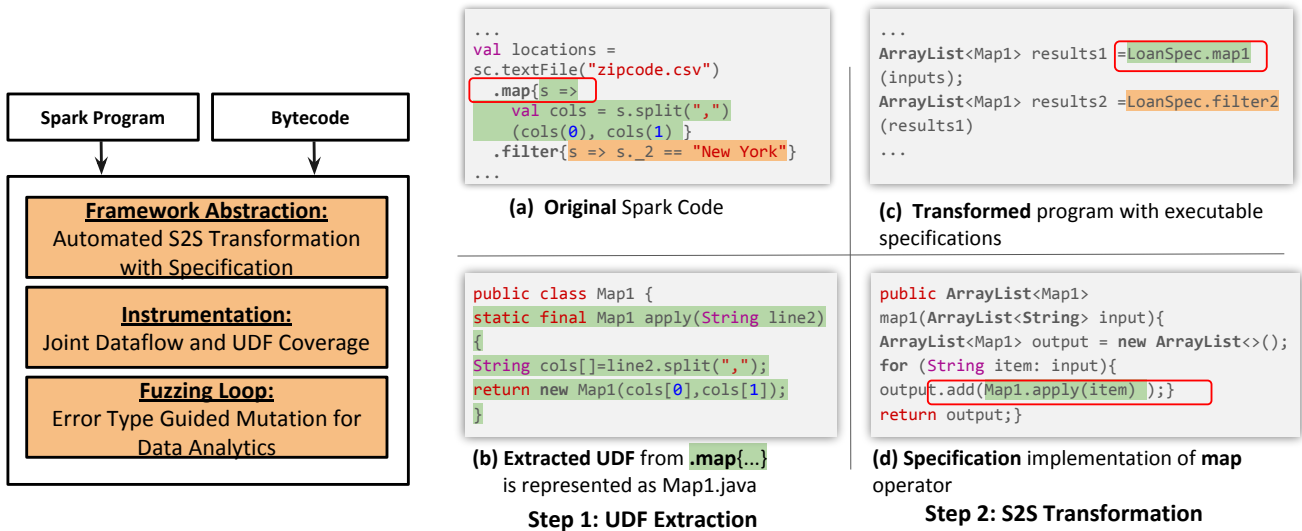 Spark Program
Bytecode
Framework Abstraction:
Automated S2S Transformation
with Specification
Instrumentation:
Joint Dataflow and UDF Coverage
Fuzzing Loop:
Error Type Guided Mutation for
Data Analytics
...
val locations =
sc.textFile("zipcode.csv")
.map{s =>
val cols = s.split(",")
(cols(0), cols(1) }
.filter{s => s._2 == "New York"}
...
(a) Original Spark Code
public class Map1 {
static final Map1 apply(String line2)
{
String cols[]=line2.split(",");
return new Map1(cols[0],cols[1]);
}
(b) Extracted UDF from .map{...}
is represented as Map1.java
Step 1: UDF Extraction
...
ArrayList<Map1> results1 =LoanSpec.map1
(inputs);
ArrayList<Map1> results2 =LoanSpec.filter2
(results1)
...
(c) Transformed program with executable
specifications
public ArrayList<Map1>
map1(ArrayList<String> input){
ArrayList<Map1> output = new ArrayList<>();
for (String item: input){
output.add(Map1.apply(item) );}
return output;}
(d) Specification implementation of map
operator
Step 2: S2S Transformation